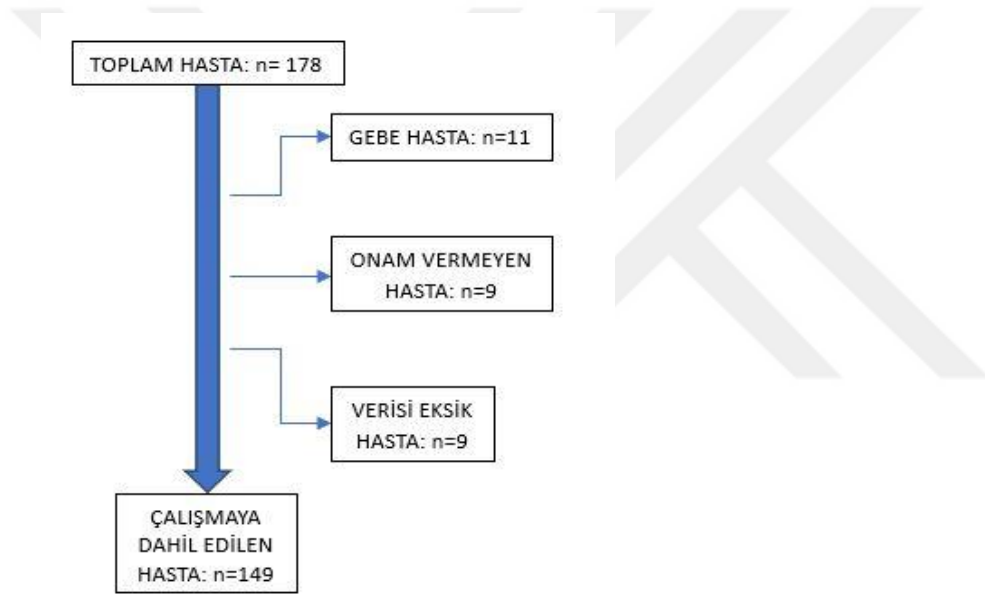 TOPLAM HASTA: n= 178
GEBE HASTA: n=11
ONAM VERMEYEN
HASTA: n=9
VERİSİ EKSİK
HASTA: n=9
ÇALIŞMAYA
DAHİL EDİLEN
HASTA: n=149